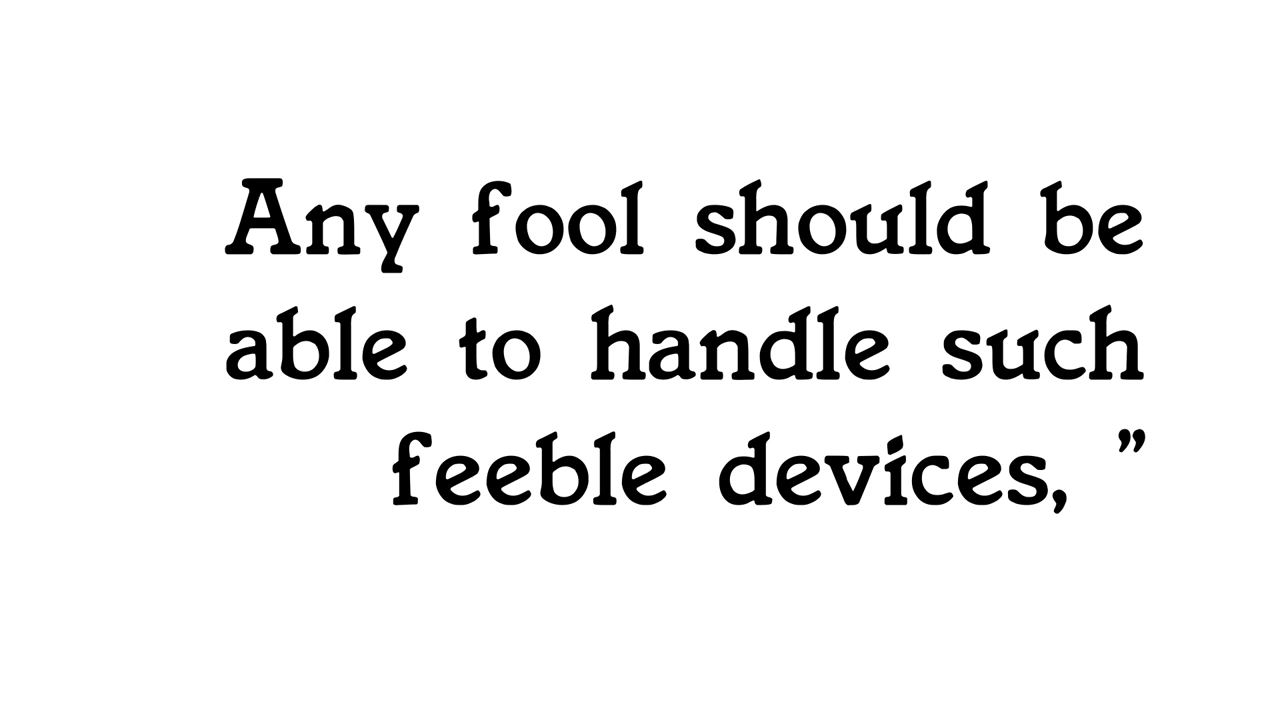 Any fool should be
able to handle such
feeble devices, ”